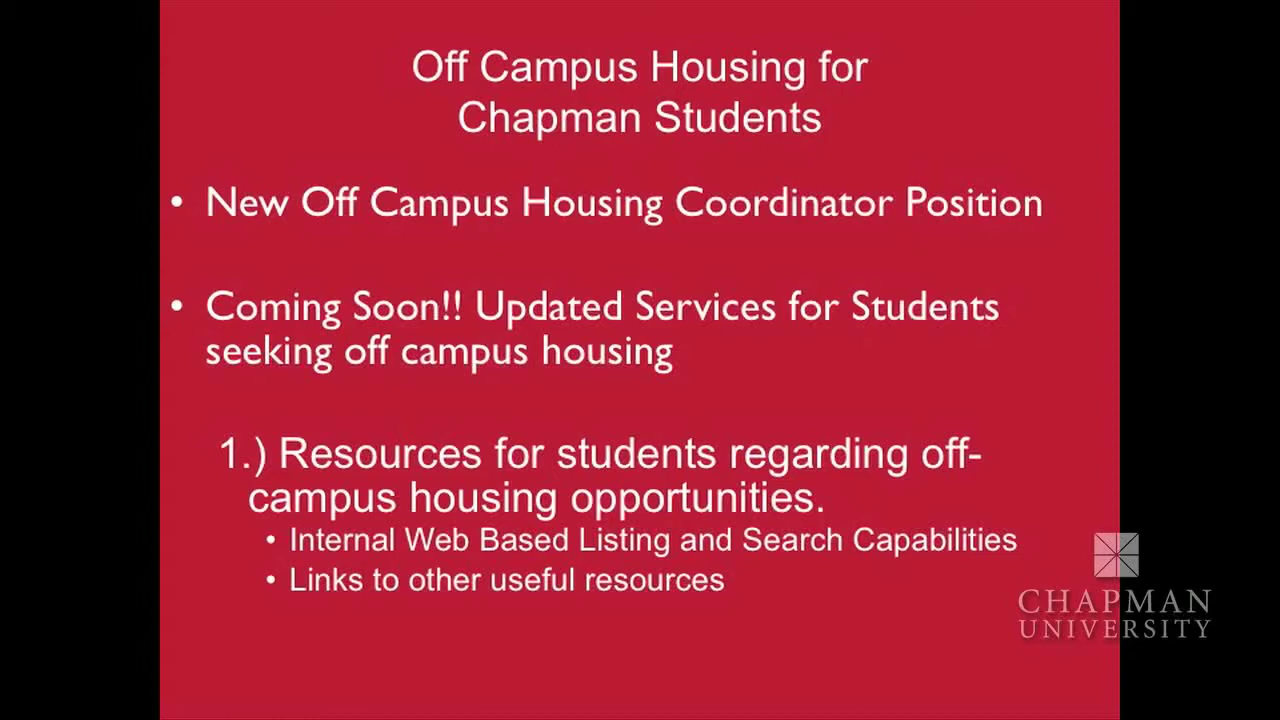 Off Campus Housing for
Chapman Students
• New Off Campus Housing Coordinator Position
• Coming Soon!! Updated Services for Students
seeking off campus housing
1.) Resources for students regarding off-
campus housing opportunities.
• Internal Web Based Listing and Search Capabilities
• Links to other useful resources
CHAPMAN
UNIVERSITY